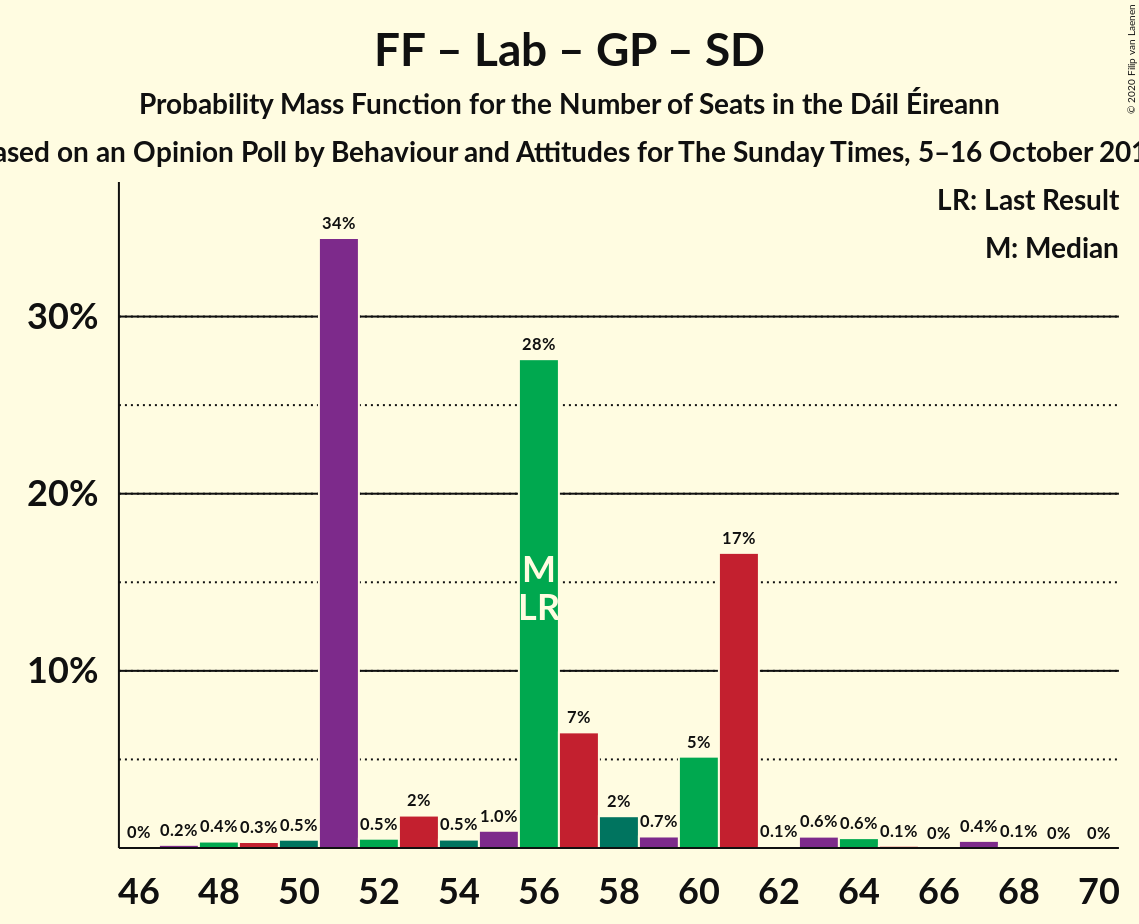 FF – Lab – GP – SD
Probability Mass Function for the Number of Seats in the Dáil Éireann
ased on an Opinion Poll by Behaviour and Attitudes for The Sunday Times, 5–16 October 201
© 2020 Filip van Laenen
LR: Last Result
M: Median
30%
20%
10%
0% 0.2% 0.4% 0.3% 0.5% 34% 0.5% 2% 0.5% 1.0% 28% 7% 2% 0.7% 5% 17% 0.1% 0.6% 0.6% 0.1% 0% 0.4% 0.1% 0% 0%
M
LR
46 48 50 52 54 56 58 60 62 64 66 68 70